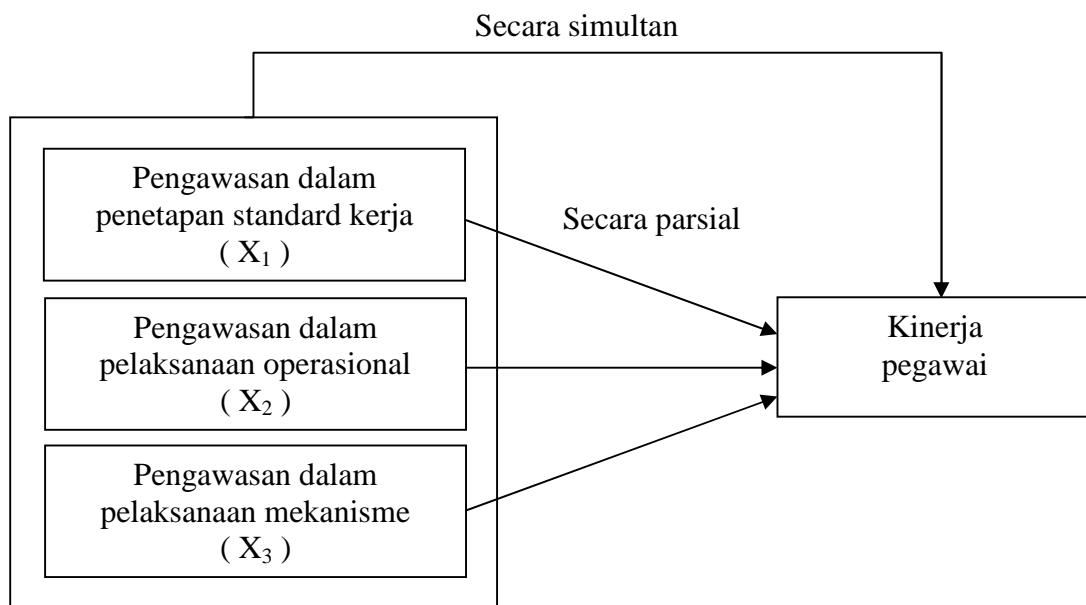 Secara simultan
Pengawasan dalam
penetapan standard kerja
( X₁ )
Secara parsial
Pengawasan dalam
pelaksanaan operasional
( X₂ )
Kinerja
pegawai
Pengawasan dalam
pelaksanaan mekanisme
( X₃ )